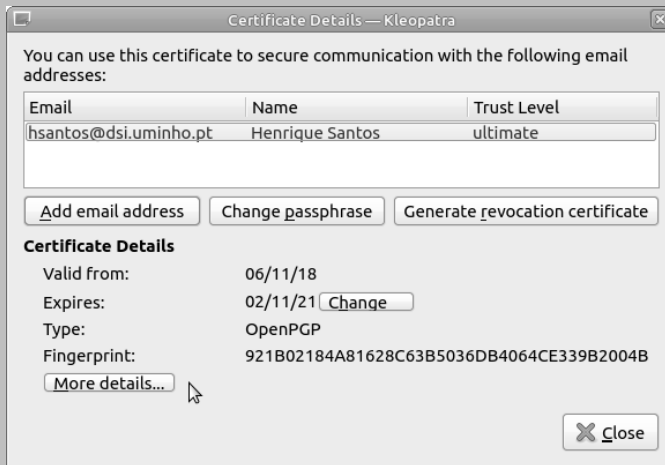 Certificate Details — Kleopatra
You can use this certificate to secure communication with the following email
addresses:
Email Name Trust Level
hsantos@dsi.uminho.pt Henrique Santos ultimate
Add email address Change passphrase Generate revocation certificate
Certificate Details
Valid from: 06/11/18
Expires: 02/11/21 Change
Type: OpenPGP
Fingerprint: 921B02184A81628C63B5036DB4064CE339B2004B
More details...
Close